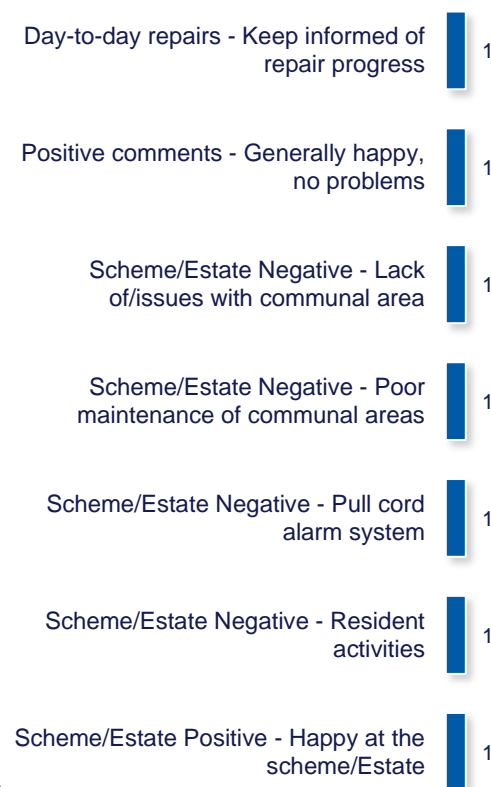 Day-to-day repairs - Keep informed of
repair progress
1
Positive comments - Generally happy,
no problems
1
Scheme/Estate Negative - Lack
of/issues with communal area
1
Scheme/Estate Negative - Poor
maintenance of communal areas
1
Scheme/Estate Negative - Pull cord
alarm system
1
Scheme/Estate Negative - Resident
activities
1
Scheme/Estate Positive - Happy at the
scheme/Estate
1